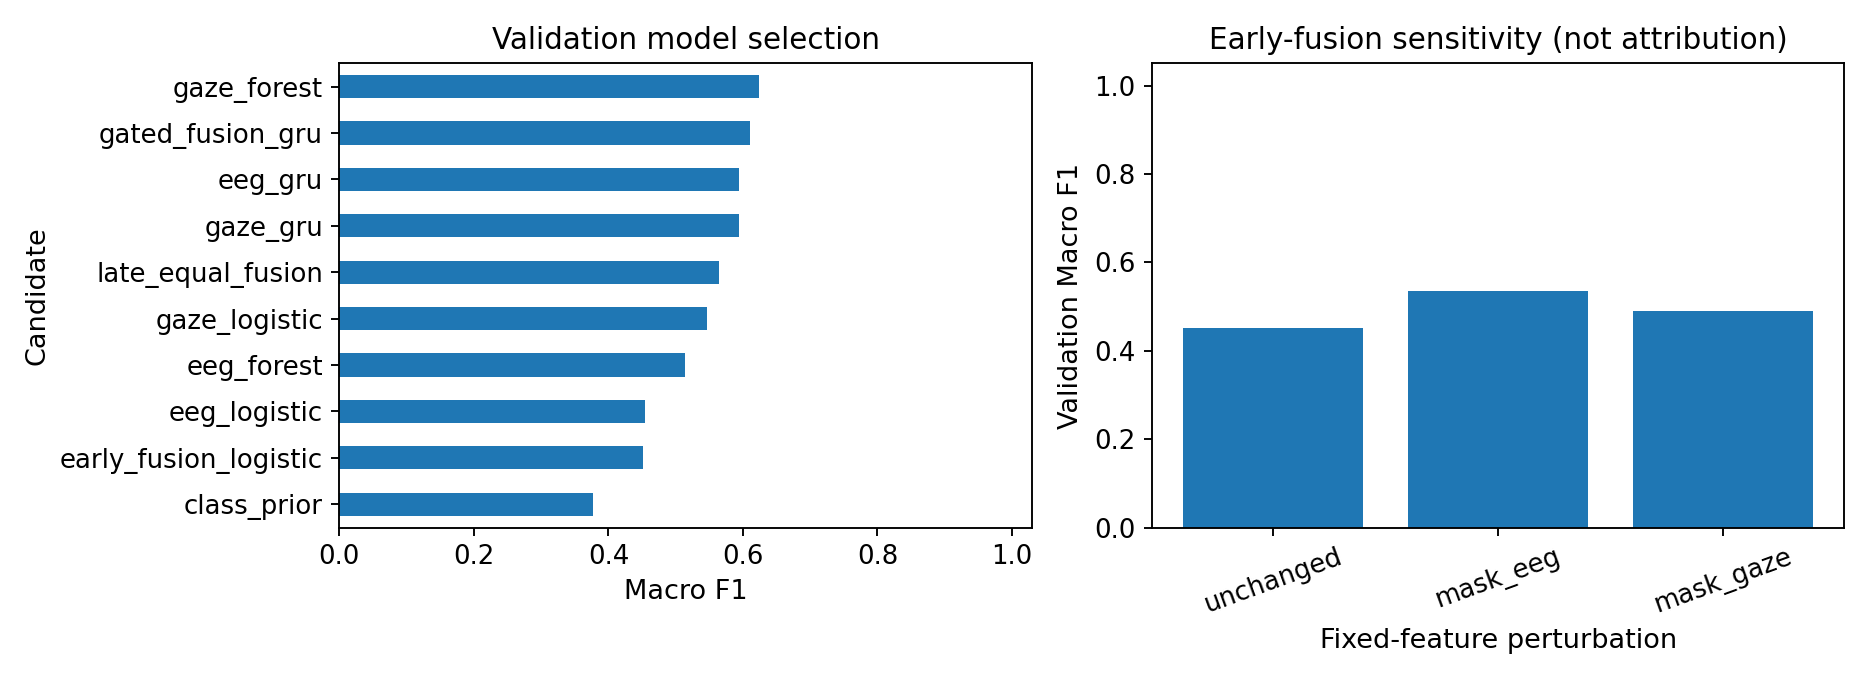 Validation model selection
Candidate
gaze_forest
gated_fusion_gru
eeg_gru
gaze_gru
late_equal_fusion
gaze_logistic
eeg_forest
eeg_logistic
early_fusion_logistic
class_prior
0.0 0.2 0.4 0.6 0.8 1.0
Macro F1
Early-fusion sensitivity (not attribution)
Validation Macro F1
1.0
0.8
0.6
0.4
0.2
0.0
unchanged mask_eeg mask_gaze
Fixed-feature perturbation